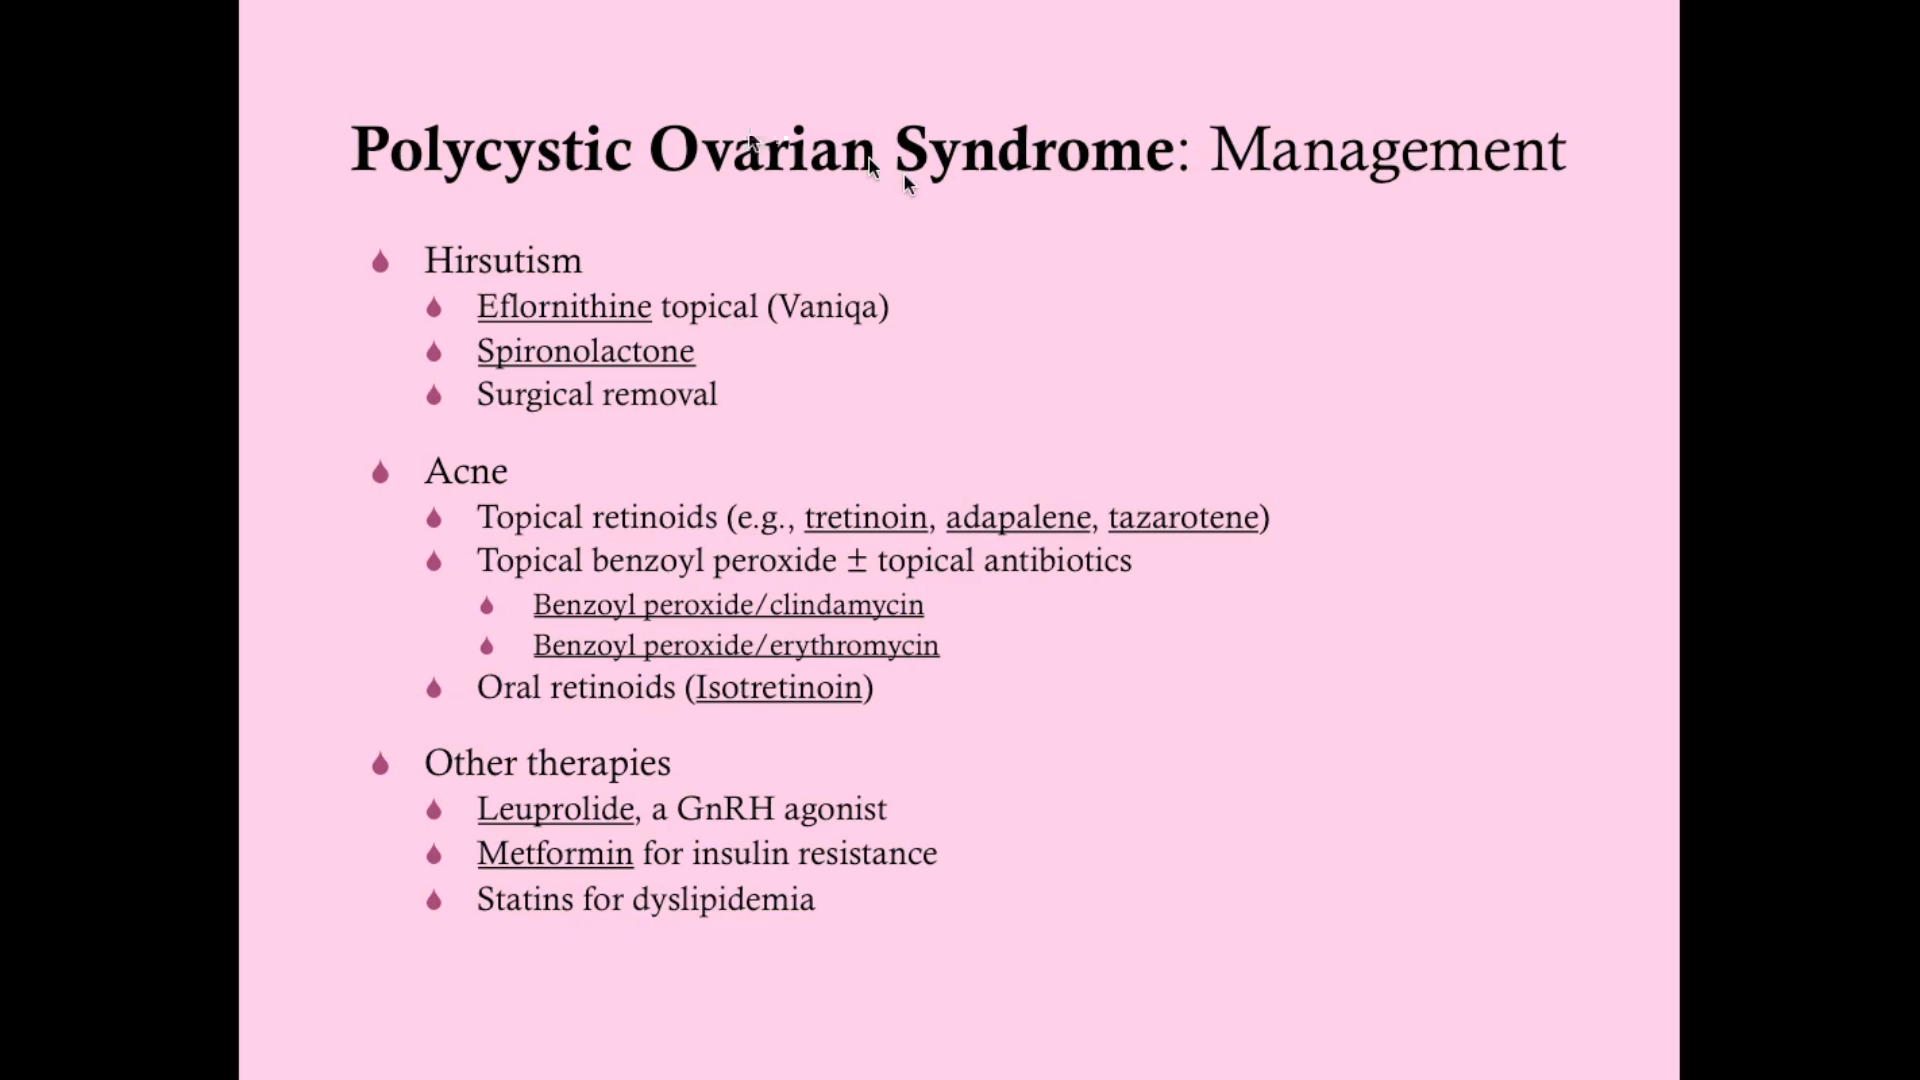 Polycystic Ovarian Syndrome: Management
Hirsutism
Eflornithine topical (Vaniqa)
Spironolactone
Surgical removal
Acne
Topical retinoids (e.g., tretinoin, adapalene, tazarotene)
Topical benzoyl peroxide ± topical antibiotics
Benzoyl peroxide/clindamycin
Benzoyl peroxide/erythromycin
Oral retinoids (Isotretinoin)
Other therapies
Leuprolide, a GnRH agonist
Metformin for insulin resistance
Statins for dyslipidemia